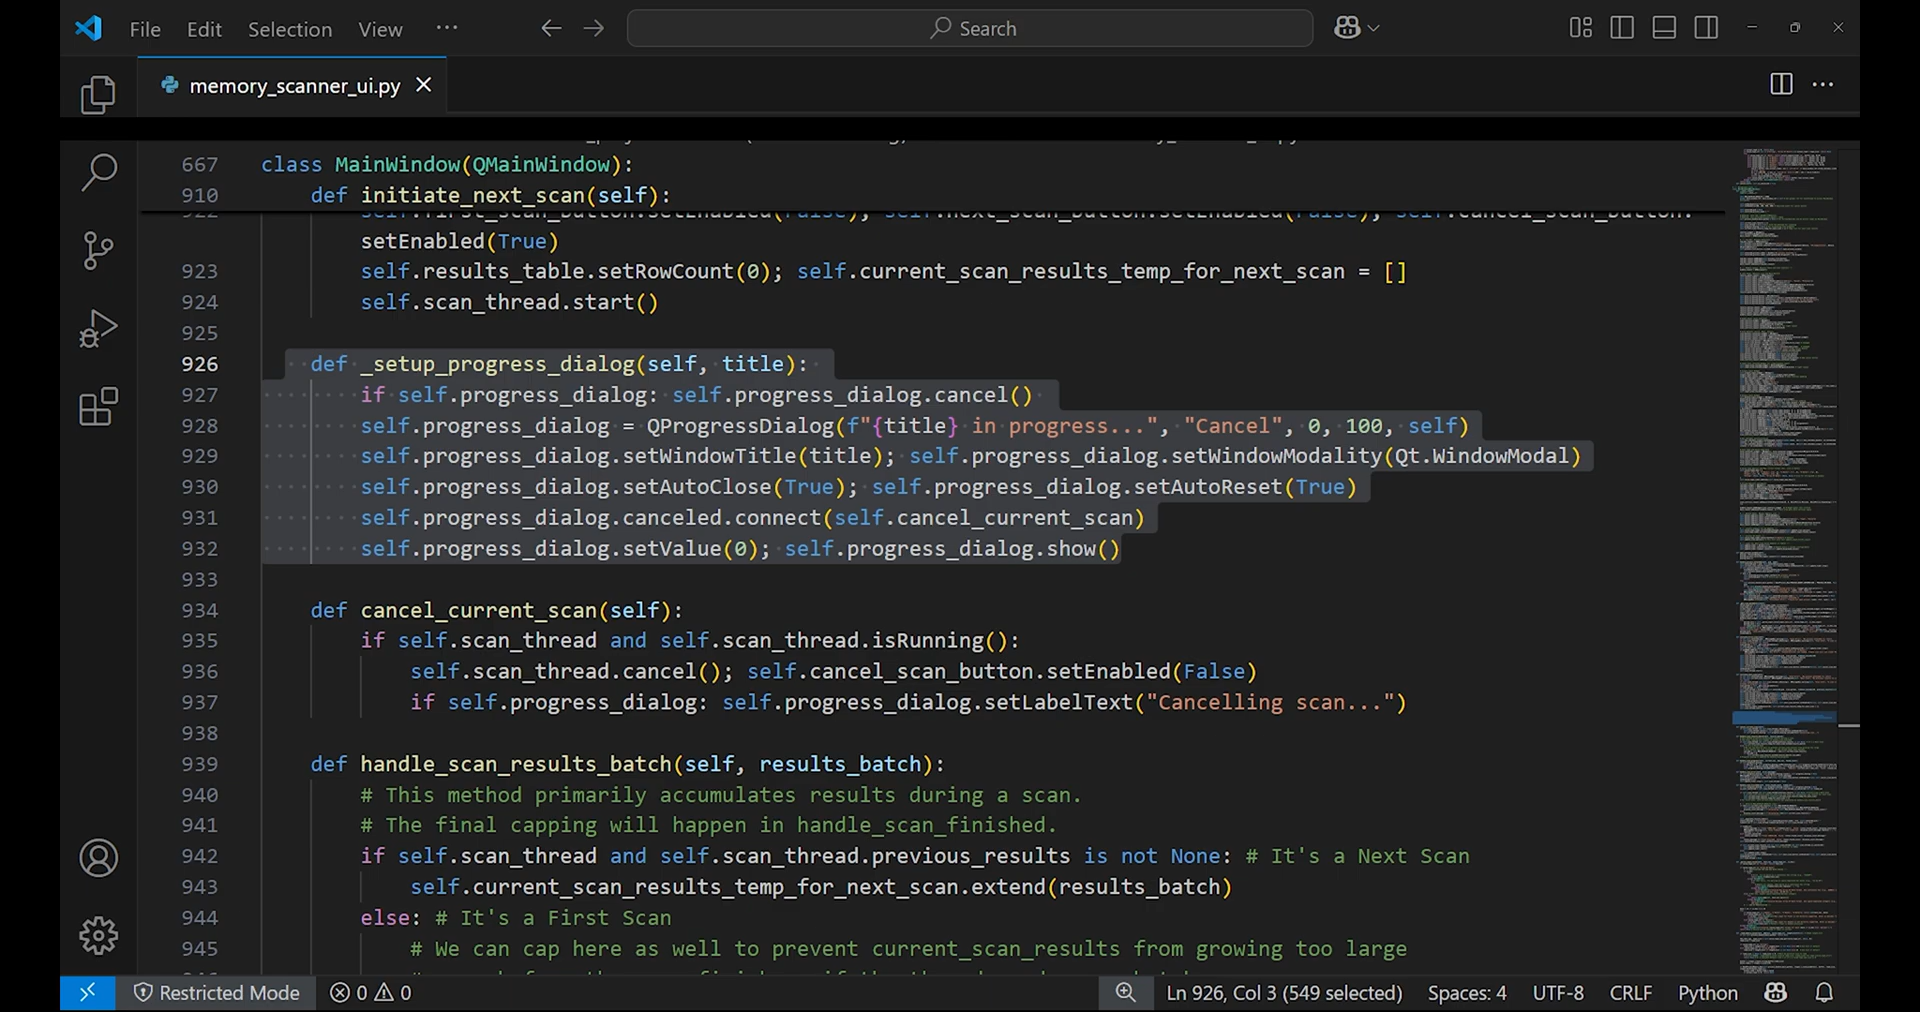 File Edit Selection View ··· Search
memory_scanner_ui.py
667 class MainWindow(QMainWindow):
910 def initiate_next_scan(self):
922 self.first_scan_button.setEnabled(False); self.next_scan_button.setEnabled(False); self.cancel_scan_button.
setEnabled(True)
923 self.results_table.setRowCount(0); self.current_scan_results_temp_for_next_scan = []
924 self.scan_thread.start()
925
926 def _setup_progress_dialog(self, title):
927 if self.progress_dialog: self.progress_dialog.cancel()
928 self.progress_dialog = QProgressDialog(f"{title} in progress...", "Cancel", 0, 100, self)
929 self.progress_dialog.setWindowTitle(title); self.progress_dialog.setWindowModality(Qt.WindowModal)
930 self.progress_dialog.setAutoClose(True); self.progress_dialog.setAutoReset(True)
931 self.progress_dialog.canceled.connect(self.cancel_current_scan)
932 self.progress_dialog.setValue(0); self.progress_dialog.show()
933
934 def cancel_current_scan(self):
935 if self.scan_thread and self.scan_thread.isRunning():
936 self.scan_thread.cancel(); self.cancel_scan_button.setEnabled(False)
937 if self.progress_dialog: self.progress_dialog.setLabelText("Cancelling scan...")
938
939 def handle_scan_results_batch(self, results_batch):
940 # This method primarily accumulates results during a scan.
941 # The final capping will happen in handle_scan_finished.
942 if self.scan_thread and self.scan_thread.previous_results is not None: # It's a Next Scan
943 self.current_scan_results_temp_for_next_scan.extend(results_batch)
944 else: # It's a First Scan
945 # We can cap here as well to prevent current_scan_results from growing too large
Restricted Mode 0 0 Ln 926, Col 3 (549 selected) Spaces: 4 UTF-8 CRLF Python